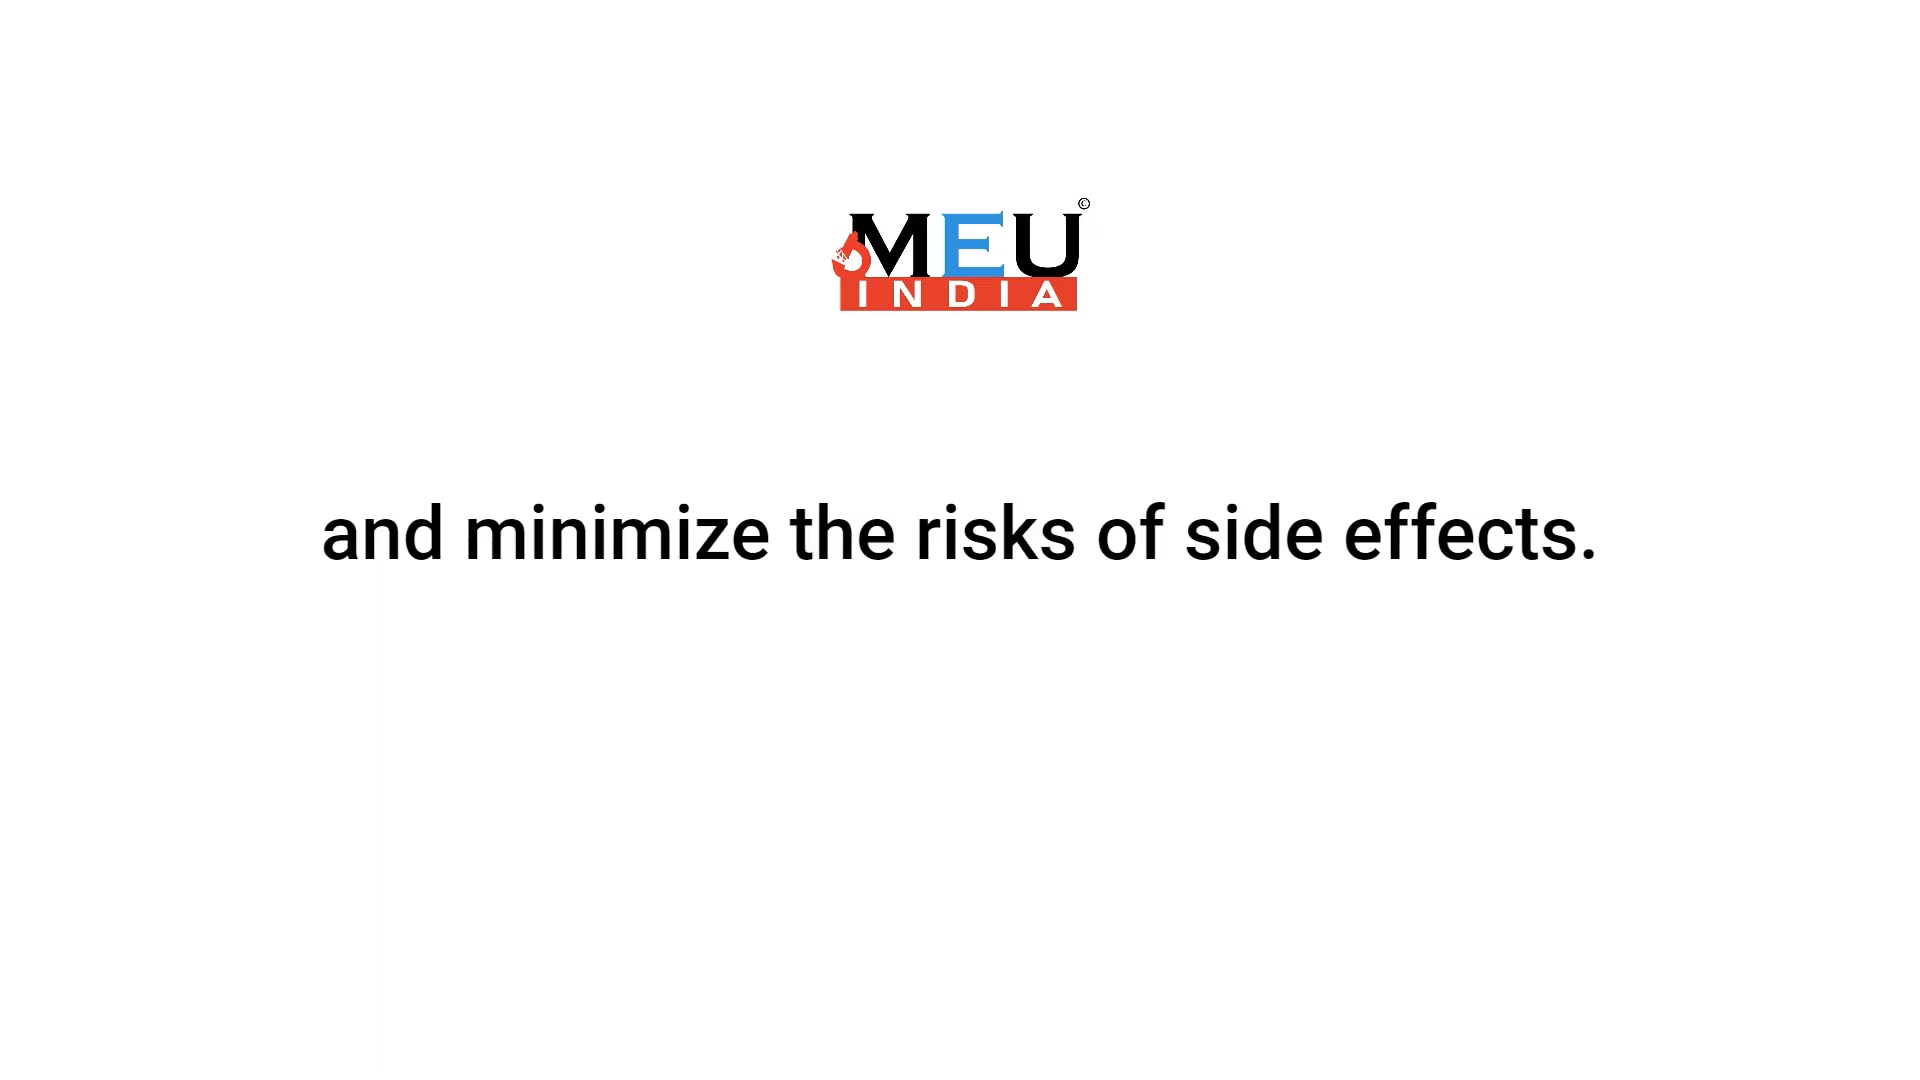 MEU©
INDIA
and minimize the risks of side effects.